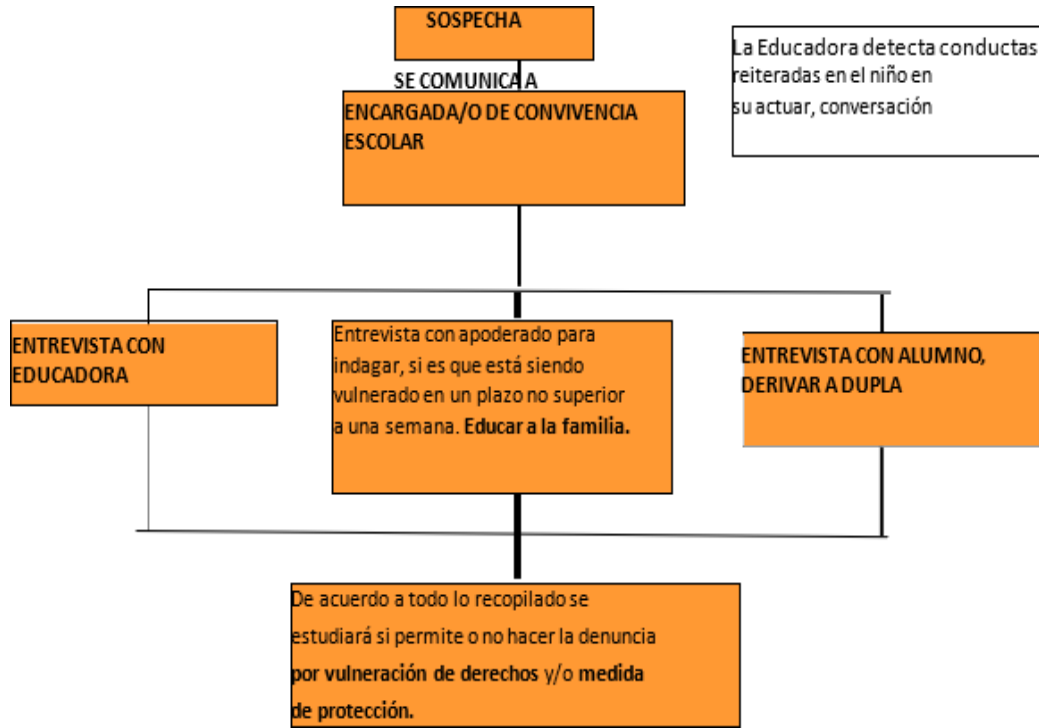 SOSPECHA
La Educadora detecta conductas
reiteradas en el niño en
su actuar, conversación
SE COMUNICA A
ENCARGADA/O DE CONVIVENCIA
ESCOLAR
ENTREVISTA CON
EDUCADORA
Entrevista con apoderado para
indagar, si es que está siendo
vulnerado en un plazo no superior
a una semana. Educar a la familia.
ENTREVISTA CON ALUMNO,
DERIVAR A DUPLA
De acuerdo a todo lo recopilado se
estudiará si permite o no hacer la denuncia
por vulneración de derechos y/o medida
de protección.